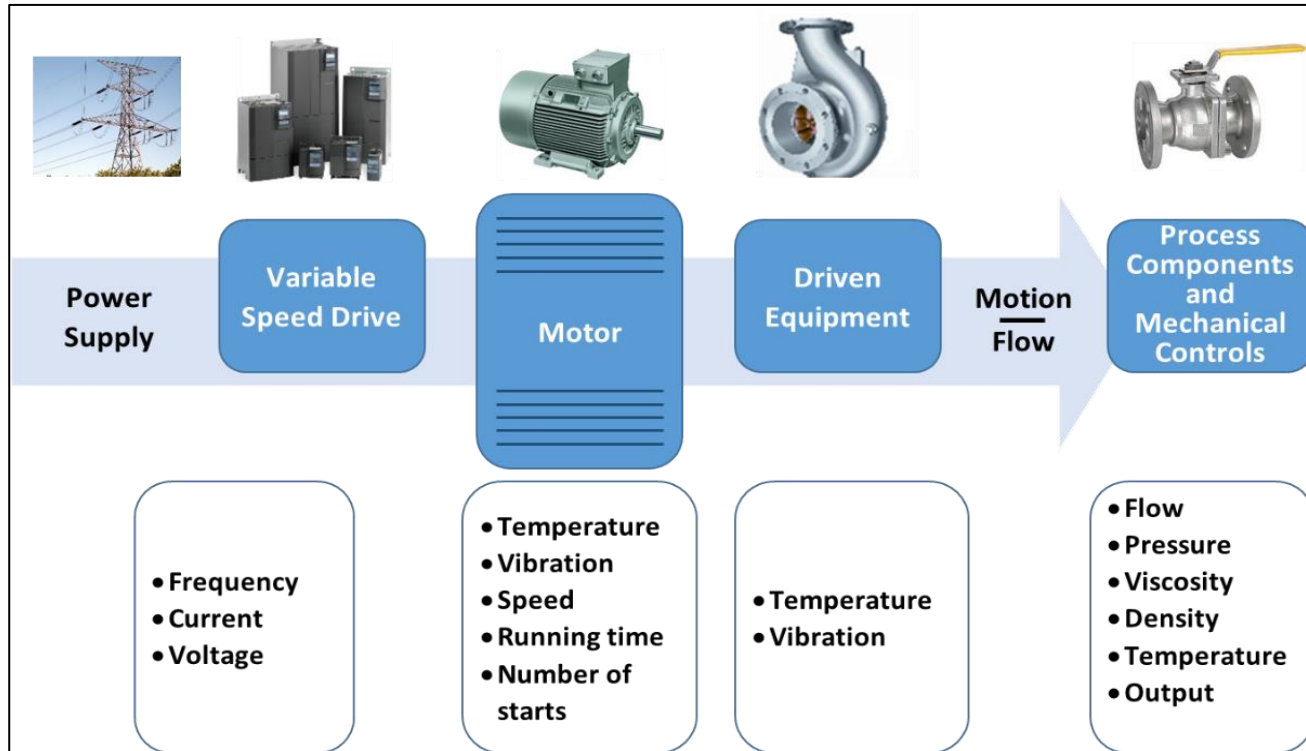 Power
Supply
Variable
Speed Drive
Motor
Driven
Equipment
Motion
Flow
Process
Components
and
Mechanical
Controls
• Frequency
• Current
• Voltage
• Temperature
• Vibration
• Speed
• Running time
• Number of
starts
• Temperature
• Vibration
• Flow
• Pressure
• Viscosity
• Density
• Temperature
• Output